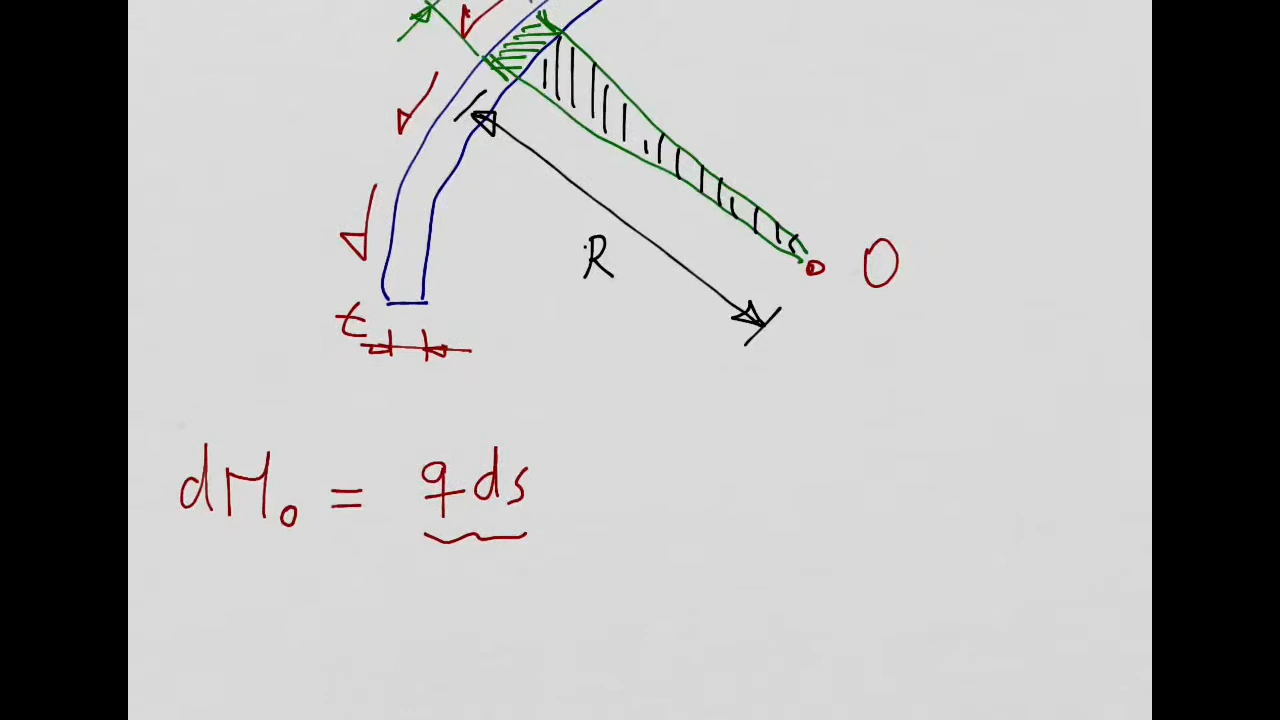 R
O
t
dM₀ = q ds